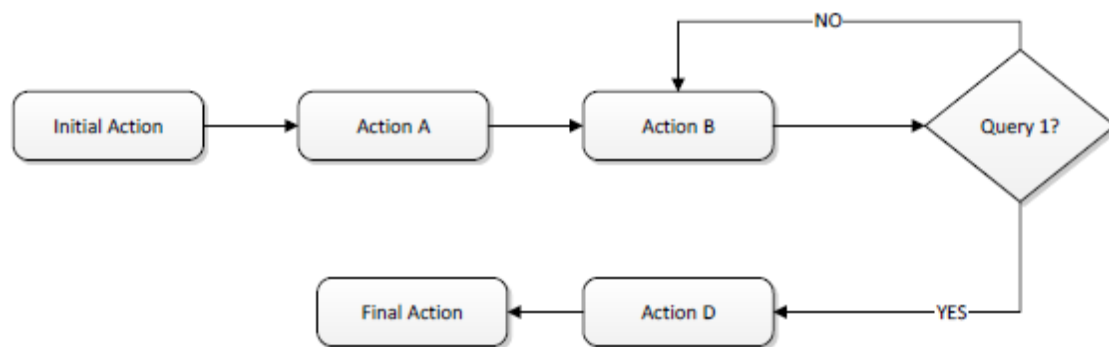 NO
Initial Action
Action A
Action B
Query 1?
Final Action
Action D
YES